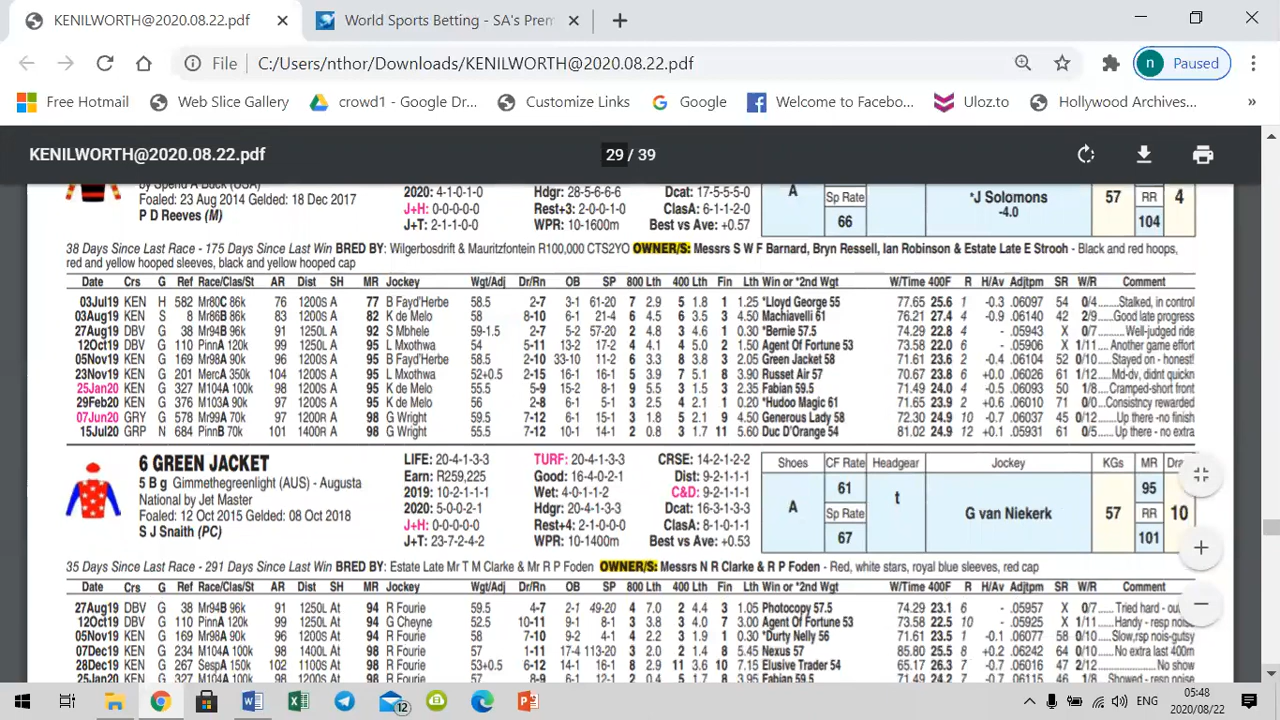 KENILWORTH@2020.08.22.pdf
World Sports Betting - SA's Prem
File C:/Users/nthor/Downloads/KENILWORTH@2020.08.22.pdf
n Paused
Free Hotmail Web Slice Gallery crowd1 - Google Dr... Customize Links Google Welcome to Facebo... Uloz.to Hollywood Archives... »
KENILWORTH@2020.08.22.pdf 29 / 39
by Spend A Buck (USA)
Foaled: 23 Aug 2014 Gelded: 18 Dec 2017
P D Reeves (M)
2020: 4-1-0-1-0 Hdgr: 28-5-6-6-6 Dcat: 17-5-5-5-0
J+H: 0-0-0-0-0 Rest+3: 2-0-0-1-0 ClasA: 6-1-1-2-0
J+T: 2-1-1-0-0 WPR: 10-1600m Best vs Ave: +0.57
A Sp Rate 66 *J Solomons -4.0 57 RR 104 4
38 Days Since Last Race - 175 Days Since Last Win BRED BY: Wilgerbosdrift & Mauritzfontein R100,000 CTS2YO OWNER/S: Messrs S W F Barnard, Bryn Ressell, Ian Robinson & Estate Late E Strooh - Black and red hoops,
red and yellow hooped sleeves, black and yellow hooped cap
Date Crs G Ref Race/Clas/St AR Dist SH MR Jockey Wgt/Adj Dr/Rn OB SP 800 Lth 400 Lth Fin Lth Win or *2nd Wgt W/Time 400F R H/Av Adjtpm SR W/R Comment
03Jul19 KEN H 582 Mr80C 86k 76 1200S A 77 B Fayd'Herbe 58.5 2-7 3-1 61-20 7 2.9 5 1.8 1 1.25 *Lloyd George 55 77.65 25.6 1 -0.3 .06097 54 0/4 ...Stalked, in control
03Aug19 KEN S 8 Mr86B 96k 83 1200S A 82 K de Melo 58 8-10 6-1 21-4 6 4.5 6 3.5 3 4.50 Machiavelli 61 76.21 27.4 4 -0.9 .06140 42 2/9 ...Good late progress
27Aug19 DBV G 38 Mr94B 96k 91 1250L A 92 S Mbhele 59-1.5 2-7 5-2 57-20 2 4.8 3 4.6 1 0.30 *Bernie 57.5 74.29 22.8 4 - .05943 X 0/7 ...Well-judged ride
12Oct19 DBV G 110 PinnA 120k 99 1250L A 95 L Mxothwa 54 5-11 13-2 11-2 4 4.1 4 5.0 2 1.50 Agent Of Fortune 53 73.58 22.0 6 - .05906 X 1/11 ...Another game effort
05Nov19 KEN G 169 Mr98A 90k 96 1200S A 95 B Fayd'Herbe 58.5 2-10 33-10 17-4 6 3.3 8 3.8 3 2.05 Green Jacket 58 71.61 23.6 2 -0.4 .06104 52 0/10 ...Stayed on - honest!
23Nov19 KEN G 201 MercA 350k 104 1200S A 95 L Mxothwa 52+0.5 2-15 16-1 16-1 5 3.9 7 5.1 8 3.90 Russet Air 57 70.67 23.8 6 +0.0 .06026 61 1/12 ...Md-dv, didnt quickn
25Jan20 KEN G 327 M104A 100k 98 1200S A 95 K de Melo 55.5 5-9 15-2 8-1 9 5.5 3 1.5 3 2.35 Fabian 59.5 71.49 24.0 4 -0.5 .06093 50 1/8 ...Cramped-short front
29Feb20 KEN G 376 M103A 90k 97 1200S A 95 K de Melo 56 2-8 6-1 5-1 3 2.5 4 2.1 1 0.20 *Hudoo Magic 61 71.65 23.9 2 +0.6 .06010 71 0/0 ...Consistncy rewarded
07Jun20 GRY G 578 Mr99A 70k 97 1200R A 98 G Wright 59.5 7-12 6-1 15-1 3 1.8 5 2.1 9 4.50 Generous Lady 58 72.30 24.9 10 -0.7 .06037 45 0/12 ...Up there -no finish
15Jul20 GRP N 684 PinnB 70k 101 1400R A 98 G Wright 55.5 7-12 10-1 14-1 2 0.8 3 1.7 11 5.60 Duc D'Orange 54 81.02 24.9 12 +0.1 .05931 61 0/5 ...Up there - no extra
6 GREEN JACKET
5 B g Gimmethegreenlight (AUS) - Augusta
National by Jet Master
Foaled: 12 Oct 2015 Gelded: 08 Oct 2018
S J Snaith (PC)
LIFE: 20-4-1-3-3 TURF: 20-4-1-3-3 CRSE: 14-2-1-2-2
Earn: R259,225 Good: 16-4-0-2-1 Dist: 9-2-1-1-1
2019: 10-2-1-1-1 Wet: 4-0-1-1-2 C&D: 9-2-1-1-1
2020: 5-0-0-2-1 Hdgr: 20-4-1-3-3 Dcat: 16-3-1-3-3
J+H: 0-0-0-0-0 Rest+4: 2-1-0-0-0 ClasA: 8-1-0-1-1
J+T: 23-7-2-4-2 WPR: 10-1400m Best vs Ave: +0.53
Shoes CF Rate Headgear Jockey KGs MR
A 61 t G van Niekerk 57 95 10
Sp Rate RR
67 101
35 Days Since Last Race - 291 Days Since Last Win BRED BY: Estate Late Mr T M Clarke & Mr R P Foden OWNER/S: Messrs N R Clarke & R P Foden - Red, white stars, royal blue sleeves, red cap
Date Crs G Ref Race/Clas/St AR Dist SH MR Jockey Wgt/Adj Dr/Rn OB SP 800 Lth 400 Lth Fin Lth Win or *2nd Wgt W/Time 400F R H/Av Adjtpm SR W/R Comment
27Aug19 DBV G 38 Mr94B 96k 91 1250L At 94 R Fourie 59.5 4-7 2-1 49-20 4 7.0 2 4.4 3 1.05 Photocopy 57.5 74.29 23.1 6 - .05957 X 0/7 ...Tried hard -
12Oct19 DBV G 110 PinnA 120k 99 1250L At 94 G Cheyne 52.5 10-11 9-1 8-1 3 3.8 3 4.0 7 3.00 Agent Of Fortune 53 73.58 22.5 10 - .05925 X 1/11 ...Handy - resp nois
05Nov19 KEN G 169 Mr98A 90k 96 1200S At 94 R Fourie 58 7-10 9-2 4-1 4 2.2 3 1.9 1 0.30 *Durty Nelly 56 71.61 23.5 1 -0.1 .06077 58 0/10 ...Slow,rsp nois-gutsy
07Dec19 KEN G 234 M104A 100k 98 1400S At 98 R Fourie 57 1-11 17-4 113-20 3 2.0 2 1.4 8 5.45 Nexus 57 85.80 25.5 8 +0.2 .06242 64 0/11 ...No extra last 400m
28Dec19 KEN G 267 SespA 150k 102 1100S At 98 R Fourie 53+0.5 6-12 14-1 16-1 8 2.9 11 3.6 10 7.15 Elusive Trader 54 65.17 26.3 7 -0.7 .06016 47 2/12 ...No show
25Jan20 KEN G 327 M104A 100k 98 1200S At 98 R Fourie 57 8-9 6-1 12-1 8 3.95 Fabian 59.5 71.49 24.2 .06115 46 1/8 ...Showed - resp nois
ENG 05:48
2020/08/22
12